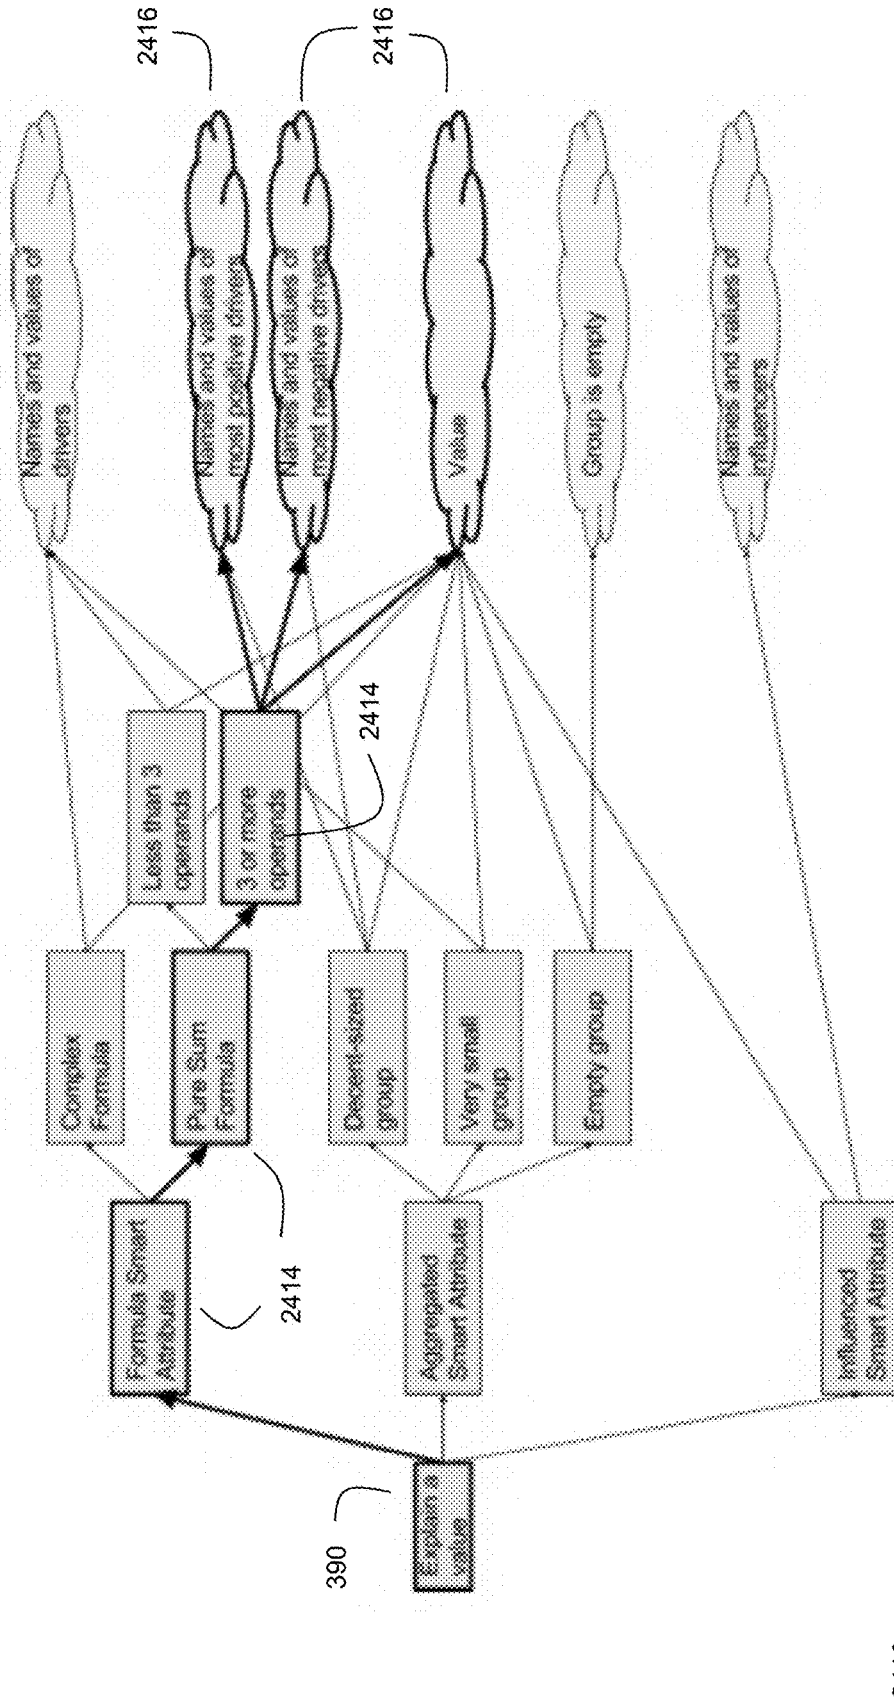 390
Explain a
value
Formula Smart
Attribute
Aggregated
Smart Attribute
Influenced
Smart Attribute
2414
Complex
Formula
Pure Sum
Formula
Decent-sized
group
Very small
group
Empty group
Less than 3
operands
3 or more
operands
2414
Names and values of
drivers
Names and values of
most positive drivers
Names and values of
most negative drivers
Value
Group is empty
Names and values of
influencers
2416
2416